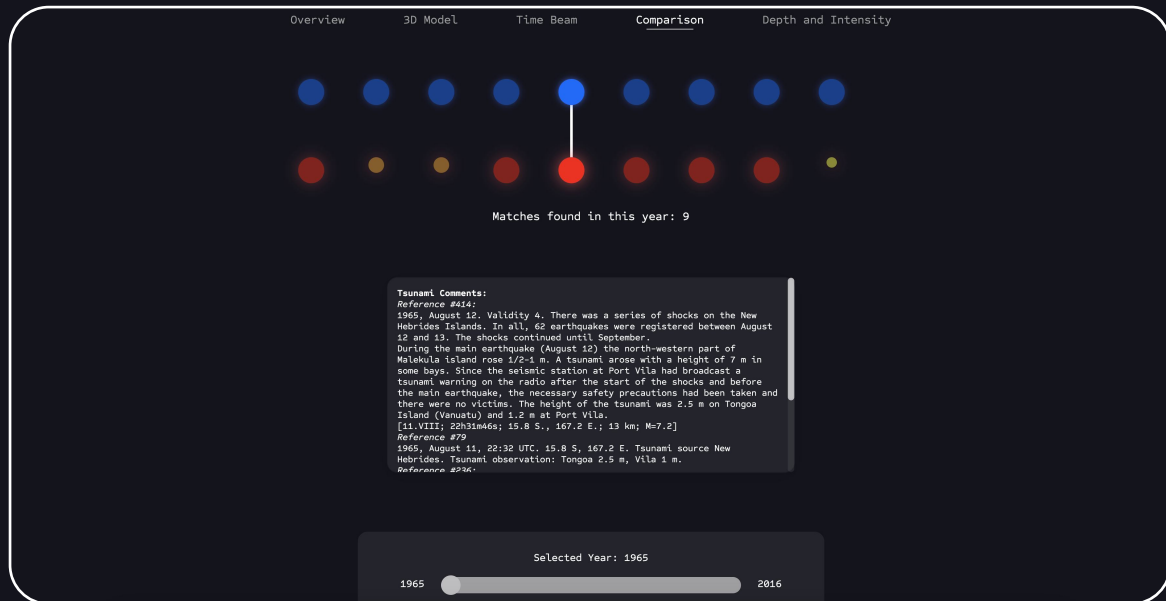 Overview 3D Model Time Beam Comparison Depth and Intensity
Matches found in this year: 9
Tsunami Comments:
Reference #414:
1965, August 12. Validity 4. There was a series of shocks on the New
Hebrides Islands. In all, 62 earthquakes were registered between August
12 and 13. The shocks continued until September.
During the main earthquake (August 12) the north-western part of
Malekula island rose 1/2-1 m. A tsunami arose with a height of 7 m in
some bays. Since the seismic station at Port Vila had broadcast a
tsunami warning on the radio after the start of the shocks and before
the main earthquake, the necessary safety precautions had been taken and
there were no victims. The height of the tsunami was 2.5 m on Tongoa
Island (Vanuatu) and 1.2 m at Port Vila.
[11.VIII; 22h31m46s; 15.8 S., 167.2 E.; 13 km; M=7.2]
Reference #79
1965, August 11, 22:32 UTC. 15.8 S, 167.2 E. Tsunami source New
Hebrides. Tsunami observation: Tongoa 2.5 m, Vila 1 m.
Reference #236:
Selected Year: 1965
1965 2016